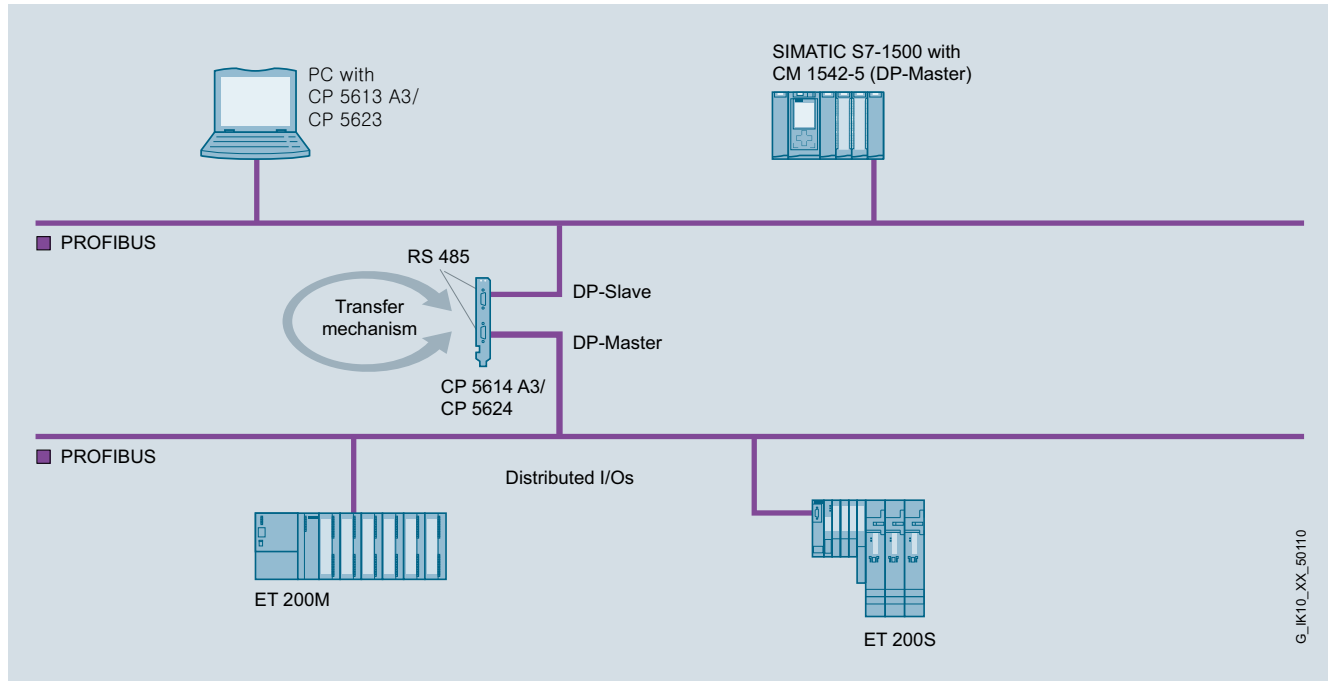 PC with
CP 5613 A3/
CP 5623
SIMATIC S7-1500 with
CM 1542-5 (DP-Master)
PROFIBUS
RS 485
Transfer
mechanism
DP-Slave
DP-Master
CP 5614 A3/
CP 5624
PROFIBUS
Distributed I/Os
ET 200M
ET 200S
G_IK10_XX_50110